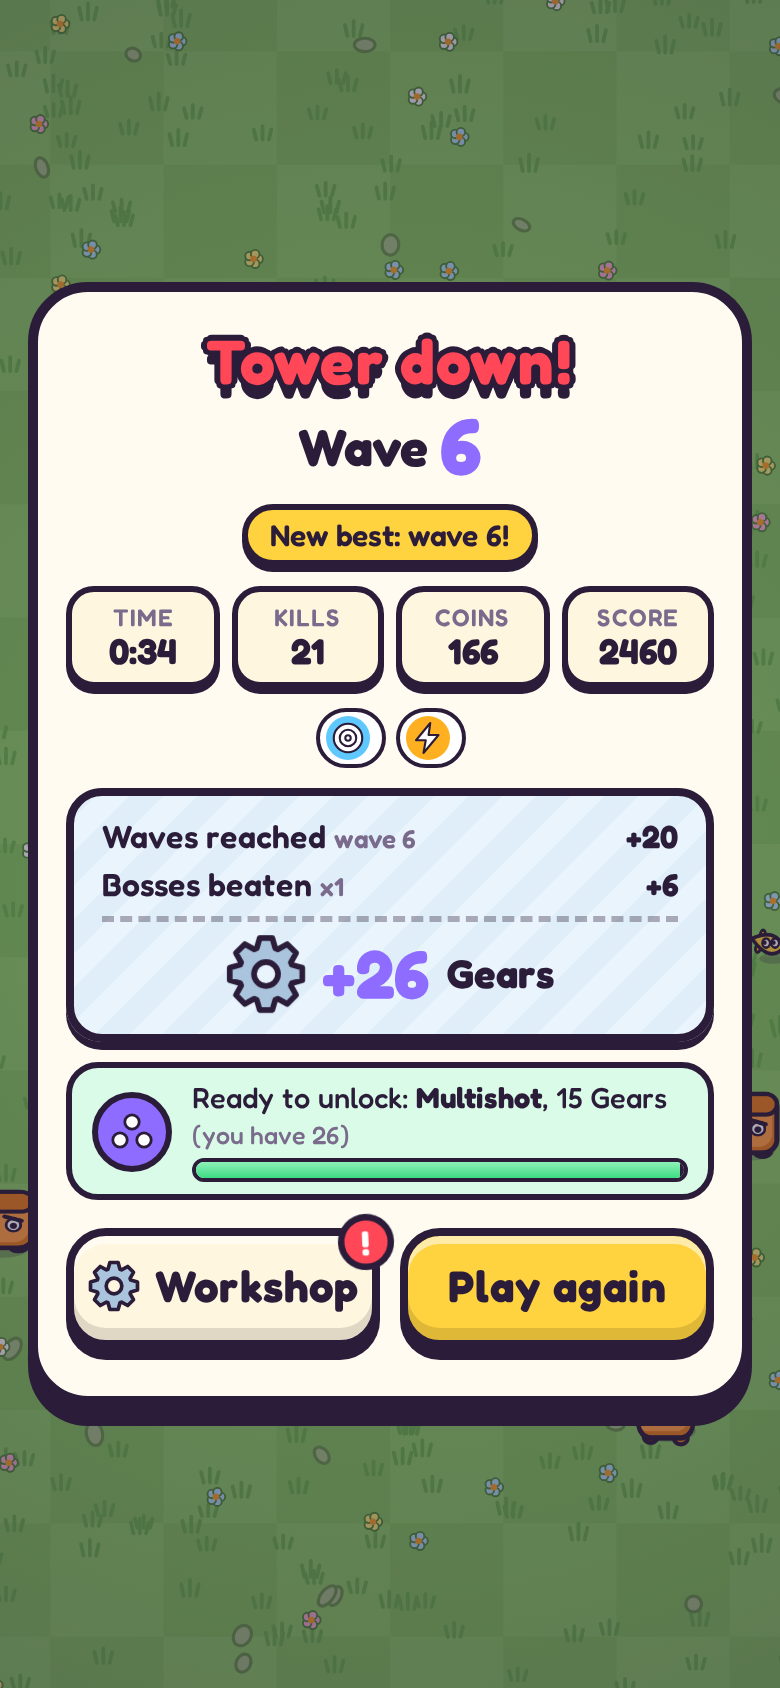 Tower down!
Wave 6
New best: wave 6!
TIME KILLS COINS SCORE
0:34 21 166 2460
Waves reached wave 6 +20
Bosses beaten x1 +6
+26 Gears
Ready to unlock: Multishot, 15 Gears
(you have 26)
!
Workshop Play again